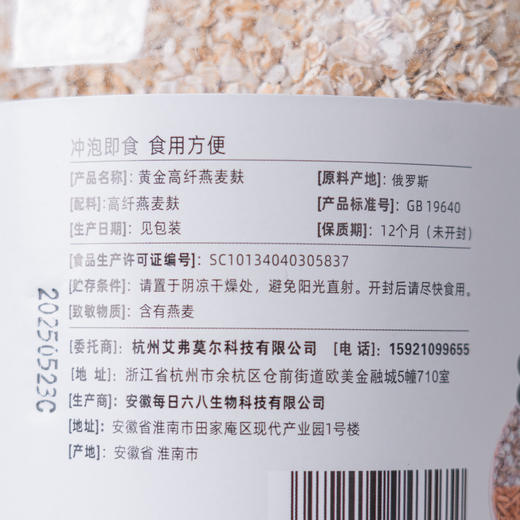 冲泡即食 食用方便
[产品名称]: 黄金高纤燕麦麸 [原料产地]: 俄罗斯
[配料]: 高纤燕麦麸 [产品标准号]: GB 19640
[生产日期]: 见包装 [保质期]: 12个月 (未开封)
[食品生产许可证编号]: SC10134040305837
[贮存条件]: 请置于阴凉干燥处，避免阳光直射。开封后请尽快食用。
[致敏物质]: 含有燕麦
[委托商]: 杭州艾弗莫尔科技有限公司 [电 话]: 15921099655
[地 址]: 浙江省杭州市余杭区仓前街道欧美金融城5幢710室
[生产商]: 安徽每日六八生物科技有限公司
[地址]: 安徽省淮南市田家庵区现代产业园1号楼
[产地]: 安徽省 淮南市
20250523C